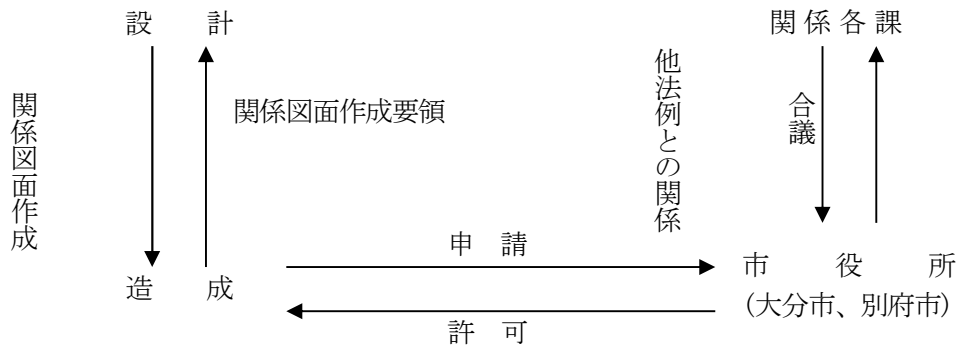 設 計
関係各課
関係図面作成
関係図面作成要領
他法例との関係
合議
申 請
造 成
市 役 所
(大分市、別府市)
許 可